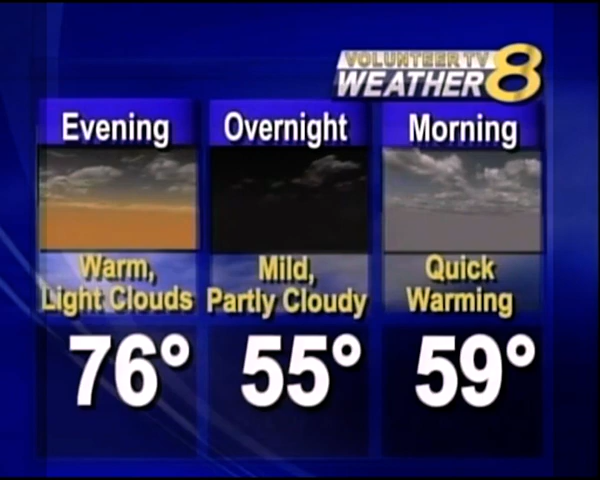 VOLUNTEER TV
WEATHER 8
Evening
Overnight
Morning
Warm,
Light Clouds
Mild,
Partly Cloudy
Quick
Warming
76°
55°
59°